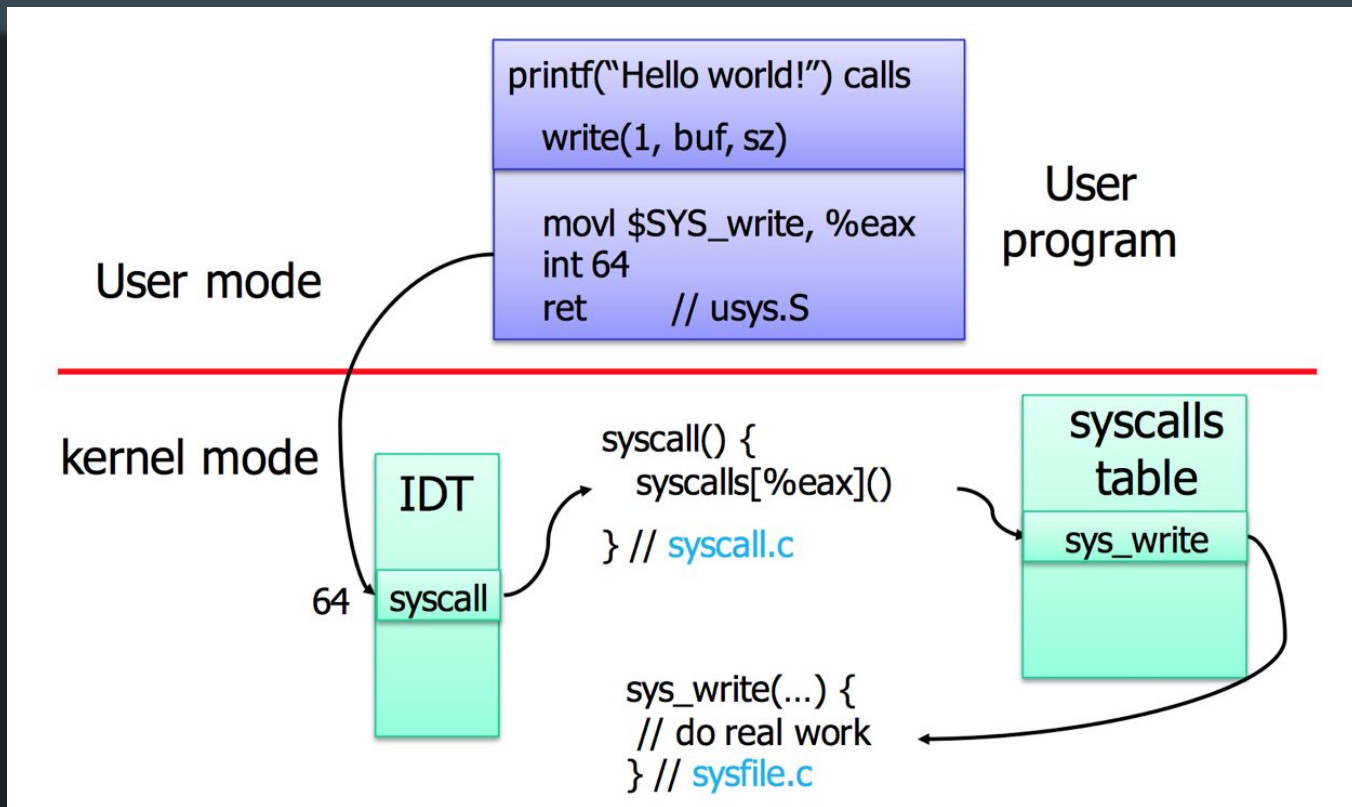 printf(“Hello world!”) calls
write(1, buf, sz)
movl $SYS_write, %eax
int 64
ret // usys.S
User
program
User mode
kernel mode
IDT
64
syscall
syscall() {
syscalls[%eax]()
} // syscall.c
syscalls
table
sys_write
sys_write(...) {
// do real work
} // sysfile.c